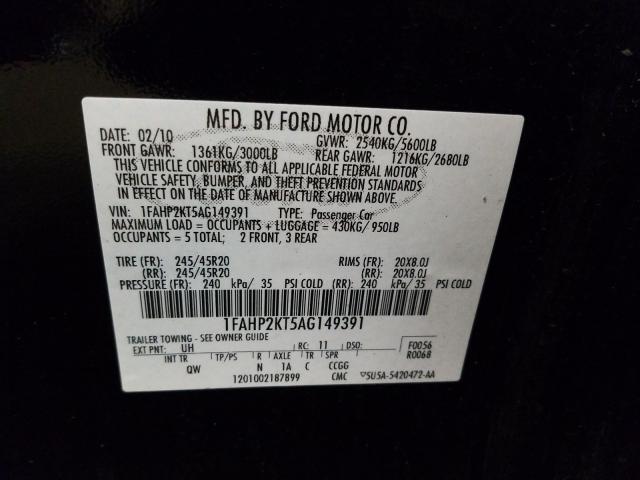 MFD. BY FORD MOTOR CO.
DATE: 02/10 GVWR: 2540KG/5600LB
FRONT GAWR: 1361KG/3000LB REAR GAWR: 1216KG/2680LB
THIS VEHICLE CONFORMS TO ALL APPLICABLE FEDERAL MOTOR
VEHICLE SAFETY, BUMPER, AND THEFT PREVENTION STANDARDS
IN EFFECT ON THE DATE OF MANUFACTURE SHOWN ABOVE.
VIN: 1FAHP2KT5AG149391 TYPE: Passenger Car
MAXIMUM LOAD = OCCUPANTS + LUGGAGE = 430KG/ 950LB
OCCUPANTS = 5 TOTAL; 2 FRONT, 3 REAR
TIRE (FR): 245/45R20 RIMS (FR): 20X8.0J
(RR): 245/45R20 (RR): 20X8.0J
PRESSURE (FR): 240 kPa/ 35 PSI COLD (RR): 240 kPa/ 35 PSI COLD
1FAHP2KT5AG149391
TRAILER TOWING - SEE OWNER GUIDE
EXT PNT: UH RC: 11 DSO: F0056
R0068
INT TR TP/PS R AXLE TR SPR
QW N 1A C CCGG
1201002187899 CMC ▽5U5A-5420472-AA